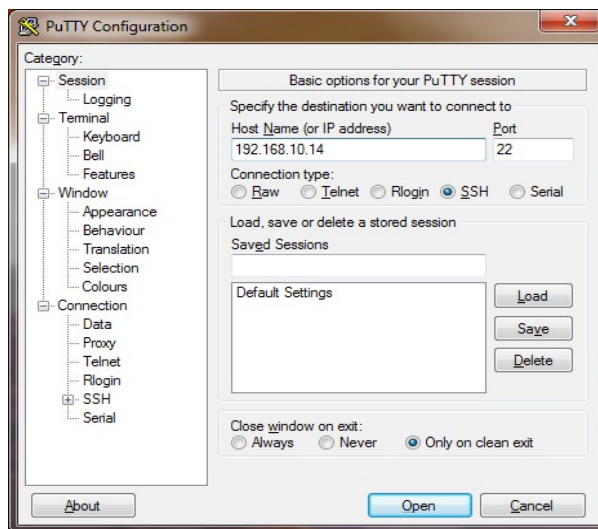 PuTTY Configuration
Category:
Session
Logging
Terminal
Keyboard
Bell
Features
Window
Appearance
Behaviour
Translation
Selection
Colours
Connection
Data
Proxy
Telnet
Rlogin
SSH
Serial
Basic options for your PuTTY session
Specify the destination you want to connect to
Host Name (or IP address) Port
192.168.10.14 22
Connection type:
Raw Telnet Rlogin SSH Serial
Load, save or delete a stored session
Saved Sessions
Default Settings
Load
Save
Delete
Close window on exit:
Always Never Only on clean exit
About Open Cancel